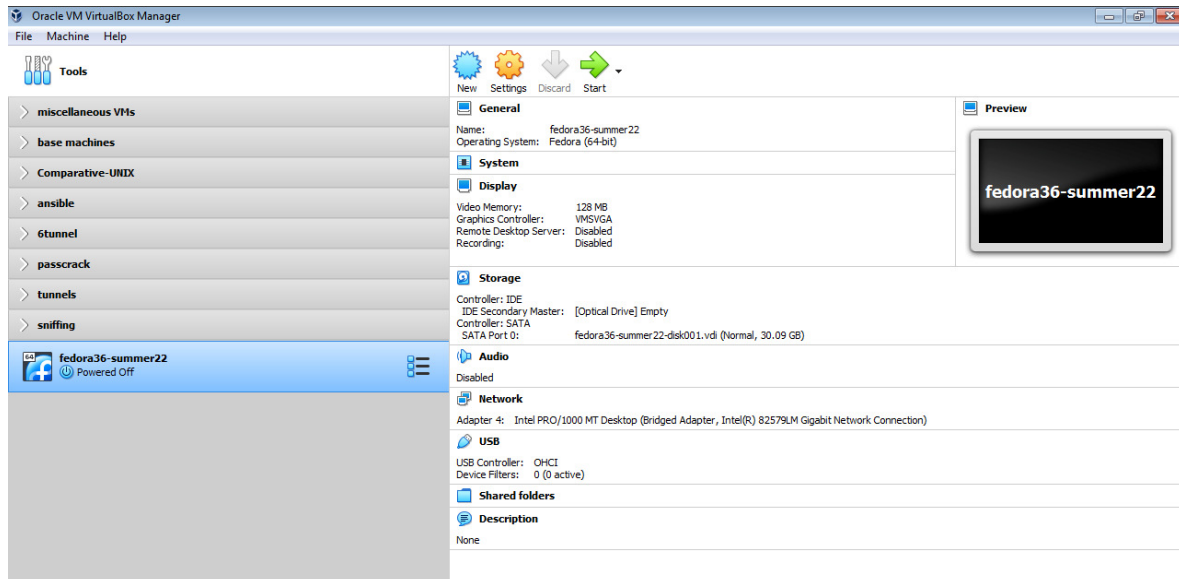 Oracle VM VirtualBox Manager
File Machine Help
Tools
miscellaneous VMs
base machines
Comparative-UNIX
ansible
6tunnel
passcrack
tunnels
sniffing
64
fedora36-summer22
Powered Off
New Settings Discard Start
General
Name: fedora36-summer22
Operating System: Fedora (64-bit)
System
Display
Video Memory: 128 MB
Graphics Controller: VMSVGA
Remote Desktop Server: Disabled
Recording: Disabled
Preview
fedora36-summer22
Storage
Controller: IDE
IDE Secondary Master: [Optical Drive] Empty
Controller: SATA
SATA Port 0: fedora36-summer22-disk001.vdi (Normal, 30.09 GB)
Audio
Disabled
Network
Adapter 4: Intel PRO/1000 MT Desktop (Bridged Adapter, Intel(R) 82579LM Gigabit Network Connection)
USB
USB Controller: OHCI
Device Filters: 0 (0 active)
Shared folders
Description
None